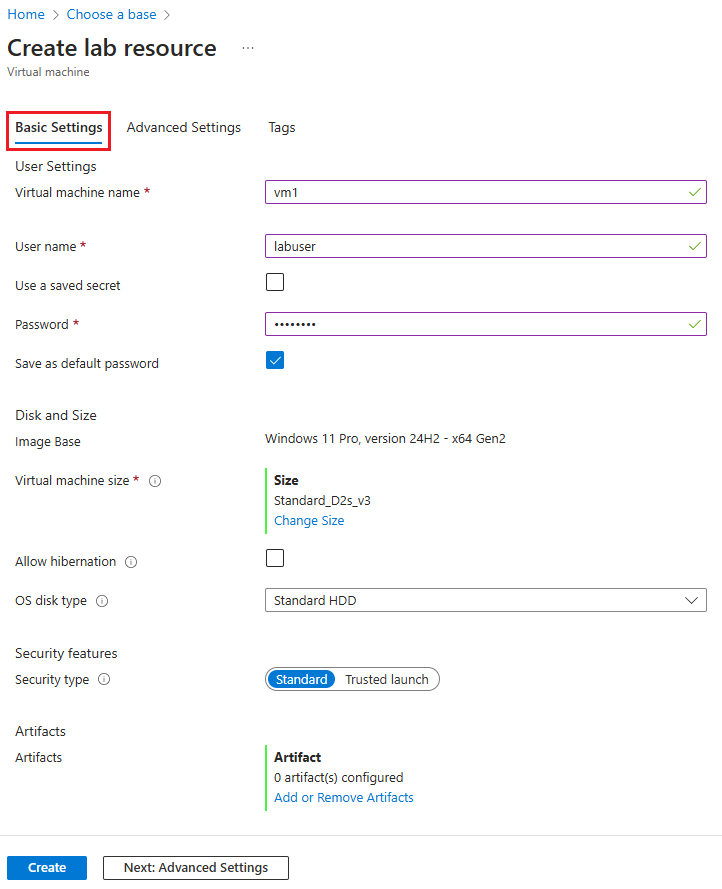 Home > Choose a base >
Create lab resource ...
Virtual machine
Basic Settings Advanced Settings Tags
User Settings
Virtual machine name * vm1
User name * labuser
Use a saved secret
Password * ••••••••
Save as default password
Disk and Size
Image Base Windows 11 Pro, version 24H2 - x64 Gen2
Virtual machine size * Size
Standard_D2s_v3
Change Size
Allow hibernation
OS disk type Standard HDD
Security features
Security type Standard Trusted launch
Artifacts
Artifacts Artifact
0 artifact(s) configured
Add or Remove Artifacts
Create Next: Advanced Settings